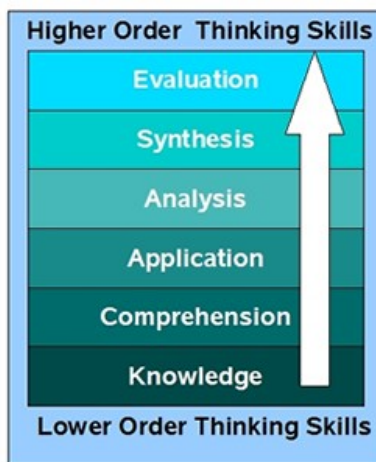 Higher Order Thinking Skills
Evaluation
Synthesis
Analysis
Application
Comprehension
Knowledge
Lower Order Thinking Skills